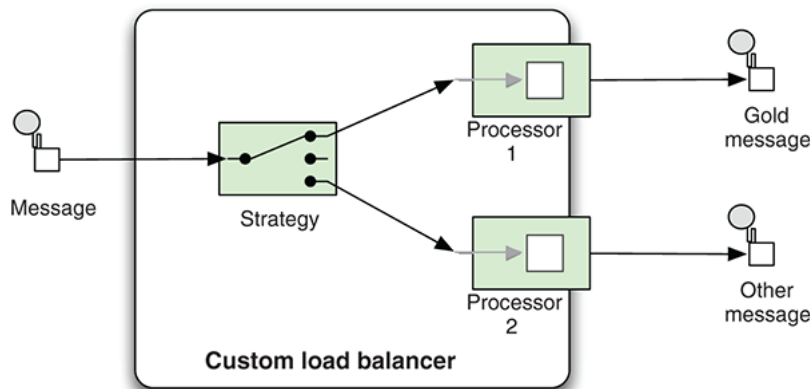 Message
Strategy
Processor
1
Processor
2
Gold
message
Other
message
Custom load balancer